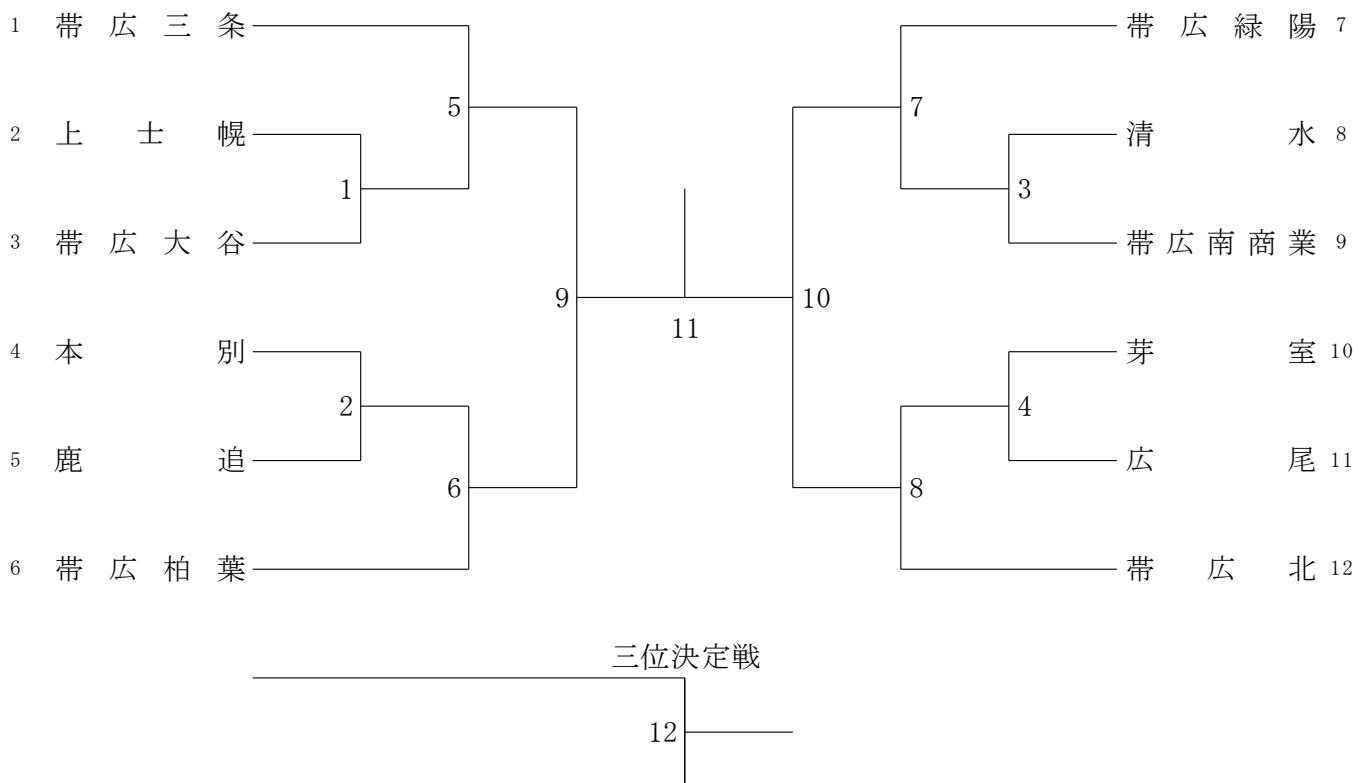 1 帯広三条
2 上士幌
3 帯広大谷
4 本別
5 鹿追
6 帯広柏葉
5
1
2
6
9
11
10
7
3
4
8
帯広緑陽 7
清水 8
帯広南商業 9
芽室 10
広尾 11
帯広北 12
三位決定戦
12